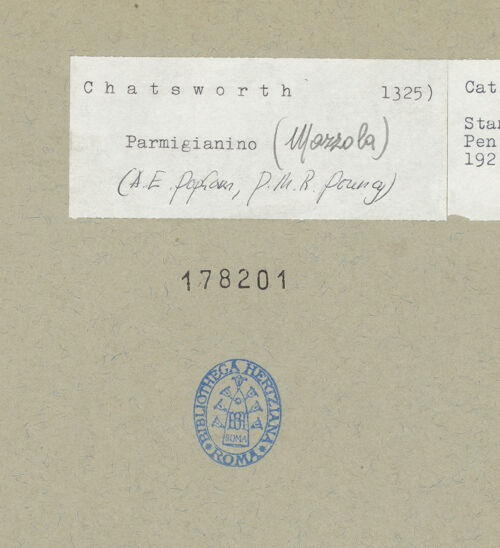 Chatsworth 1325)
Parmigianino (Mazzola)
(A.E. Popham, P.M.R. Pouncey)
Cat
Stan
Pen
192
178201
BIBLIOTHECA HERTZIANA
ROMA
ROMA